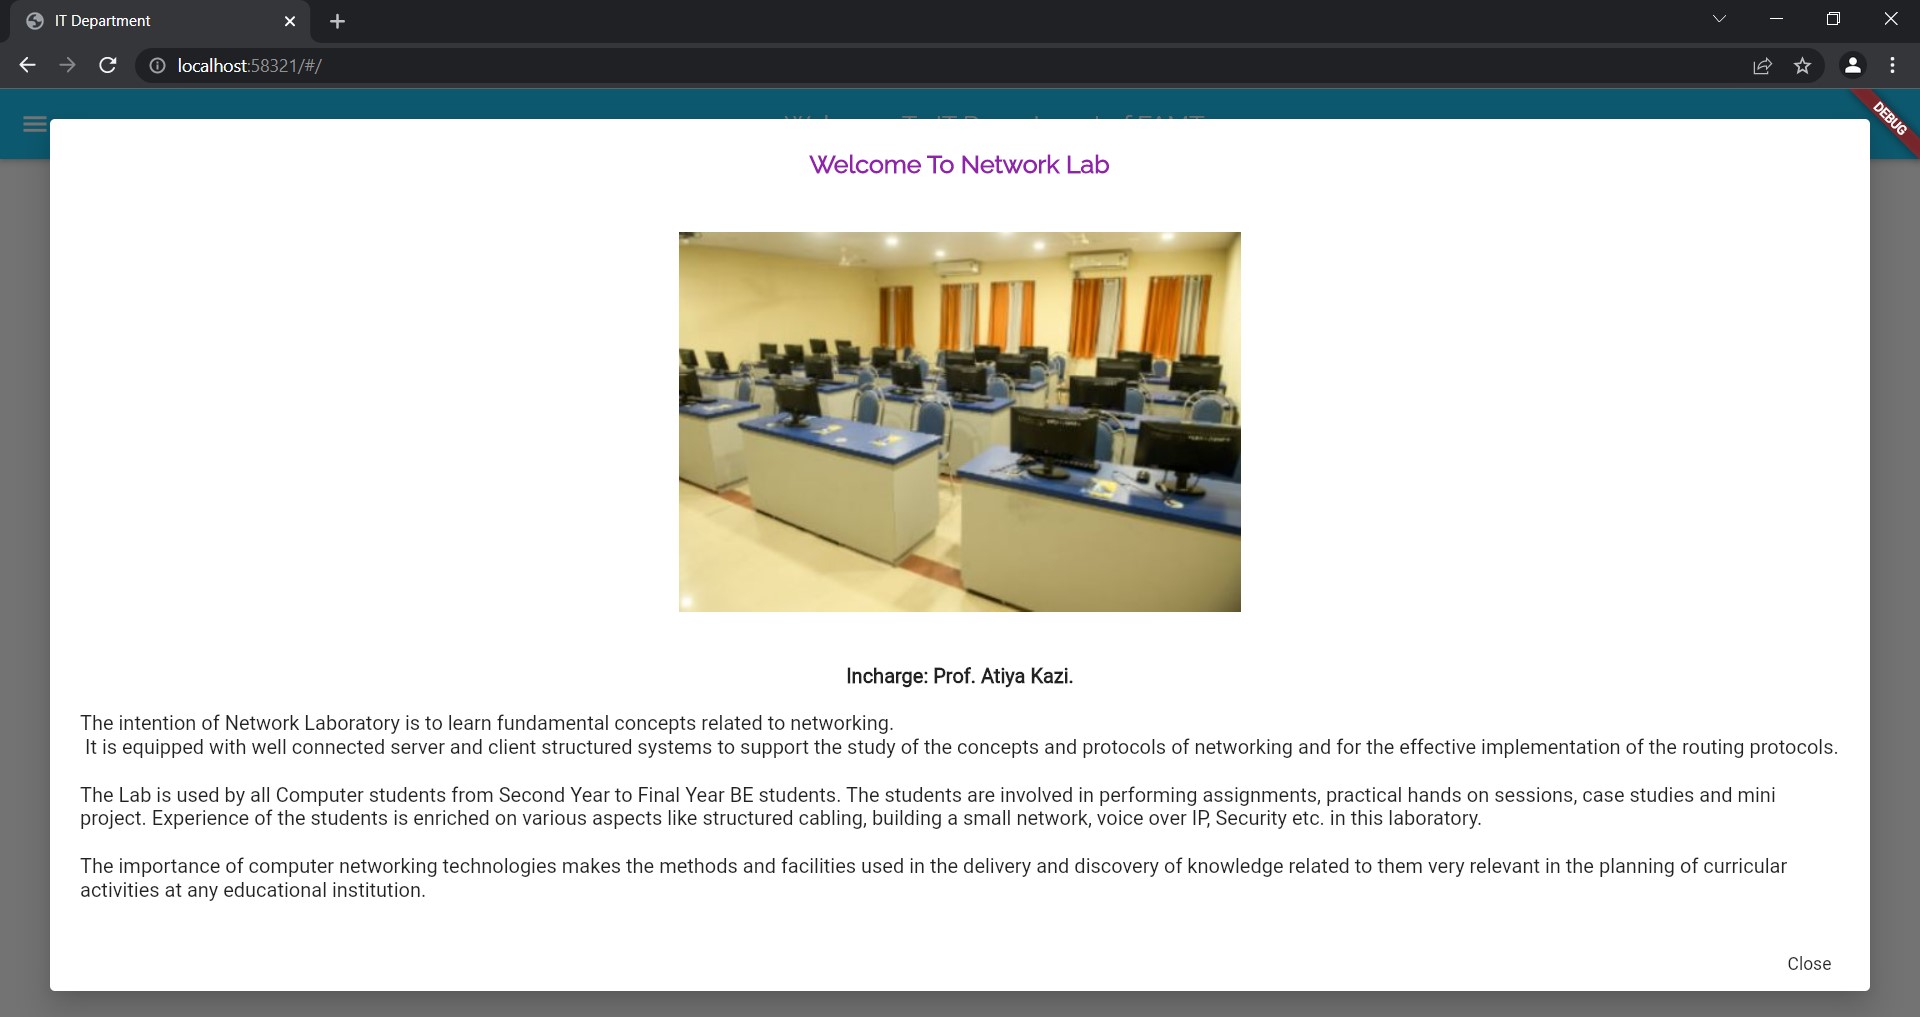 IT Department
localhost:58321/#/
DEBUG
Welcome To Network Lab
Incharge: Prof. Atiya Kazi.
The intention of Network Laboratory is to learn fundamental concepts related to networking.
It is equipped with well connected server and client structured systems to support the study of the concepts and protocols of networking and for the effective implementation of the routing protocols.
The Lab is used by all Computer students from Second Year to Final Year BE students. The students are involved in performing assignments, practical hands on sessions, case studies and mini
project. Experience of the students is enriched on various aspects like structured cabling, building a small network, voice over IP, Security etc. in this laboratory.
The importance of computer networking technologies makes the methods and facilities used in the delivery and discovery of knowledge related to them very relevant in the planning of curricular
activities at any educational institution.
Close